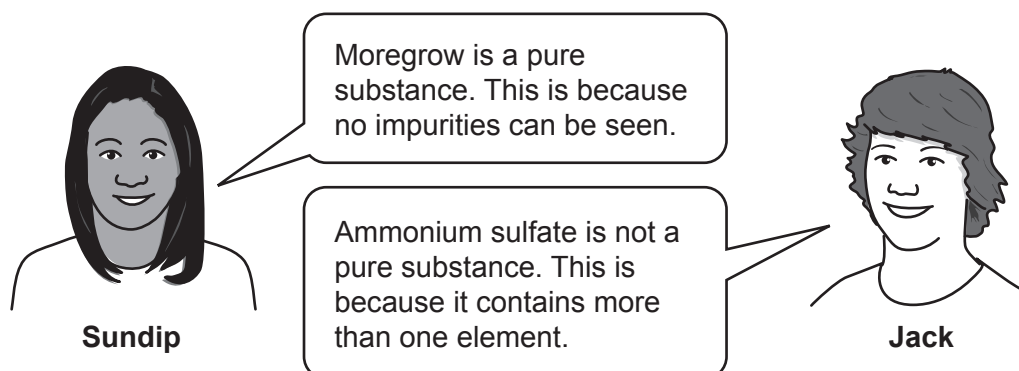 Moregrow is a pure
substance. This is because
no impurities can be seen.
Ammonium sulfate is not a
pure substance. This is
because it contains more
than one element.
Sundip
Jack